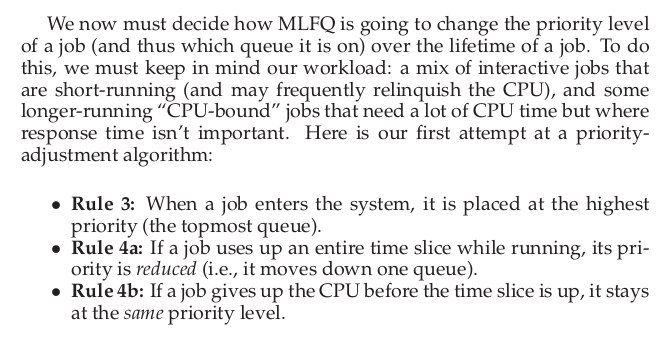 We now must decide how MLFQ is going to change the priority level
of a job (and thus which queue it is on) over the lifetime of a job. To do
this, we must keep in mind our workload: a mix of interactive jobs that
are short-running (and may frequently relinquish the CPU), and some
longer-running “CPU-bound” jobs that need a lot of CPU time but where
response time isn’t important. Here is our first attempt at a priority-
adjustment algorithm:
• Rule 3: When a job enters the system, it is placed at the highest
priority (the topmost queue).
• Rule 4a: If a job uses up an entire time slice while running, its pri-
ority is reduced (i.e., it moves down one queue).
• Rule 4b: If a job gives up the CPU before the time slice is up, it stays
at the same priority level.